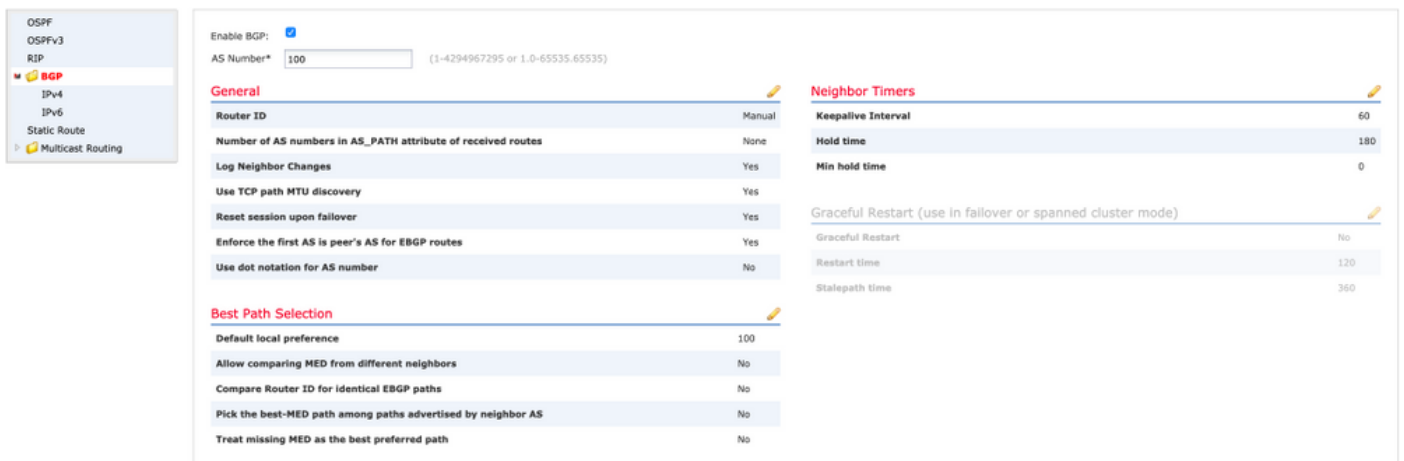 OSPF
OSPFv3
RIP
BGP
IPv4
IPv6
Static Route
Multicast Routing
Enable BGP:
AS Number* 100 (1-4294967295 or 1.0-65535.65535)
General
Router ID Manual
Number of AS numbers in AS_PATH attribute of received routes None
Log Neighbor Changes Yes
Use TCP path MTU discovery Yes
Reset session upon failover Yes
Enforce the first AS is peer's AS for EBGP routes Yes
Use dot notation for AS number No
Best Path Selection
Default local preference 100
Allow comparing MED from different neighbors No
Compare Router ID for identical EBGP paths No
Pick the best-MED path among paths advertised by neighbor AS No
Treat missing MED as the best preferred path No
Neighbor Timers
Keepalive Interval 60
Hold time 180
Min hold time 0
Graceful Restart (use in failover or spanned cluster mode)
Graceful Restart No
Restart time 120
Stalepath time 360